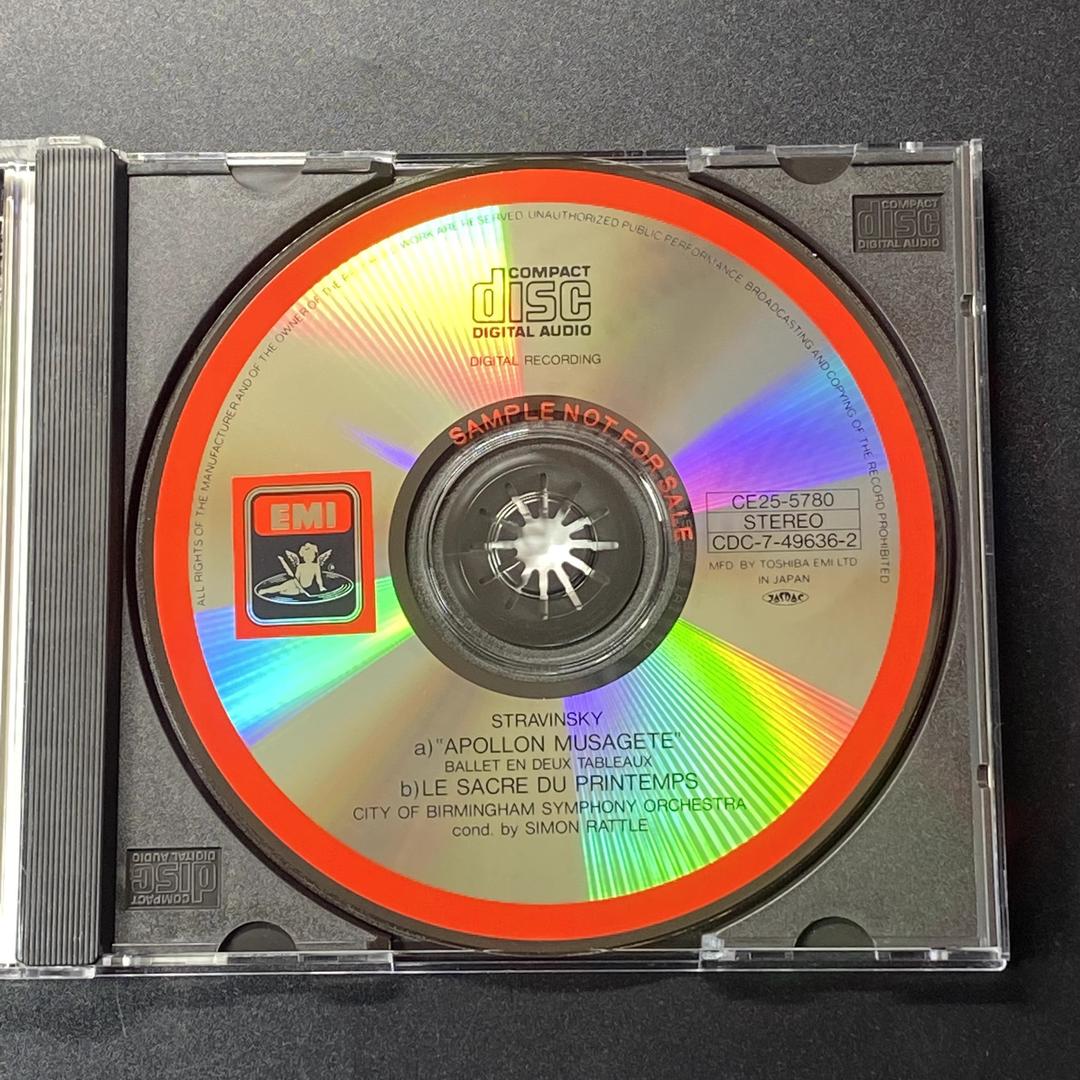 COMPACT
disc
DIGITAL AUDIO
ALL RIGHTS OF THE MANUFACTURER AND OF THE OWNER OF THE RECORDED WORK ARE RESERVED UNAUTHORIZED PUBLIC PERFORMANCE BROADCASTING AND COPYING OF THE RECORD PROHIBITED
COMPACT
disc
DIGITAL AUDIO
DIGITAL RECORDING
SAMPLE NOT FOR SALE
EMI
CE25-5780
STEREO
CDC-7-49636-2
MFD BY TOSHIBA EMI LTD
IN JAPAN
JASRAC
STRAVINSKY
a)"APOLLON MUSAGETE"
BALLET EN DEUX TABLEAUX
b)LE SACRE DU PRINTEMPS
CITY OF BIRMINGHAM SYMPHONY ORCHESTRA
cond. by SIMON RATTLE
COMPACT
disc
DIGITAL AUDIO